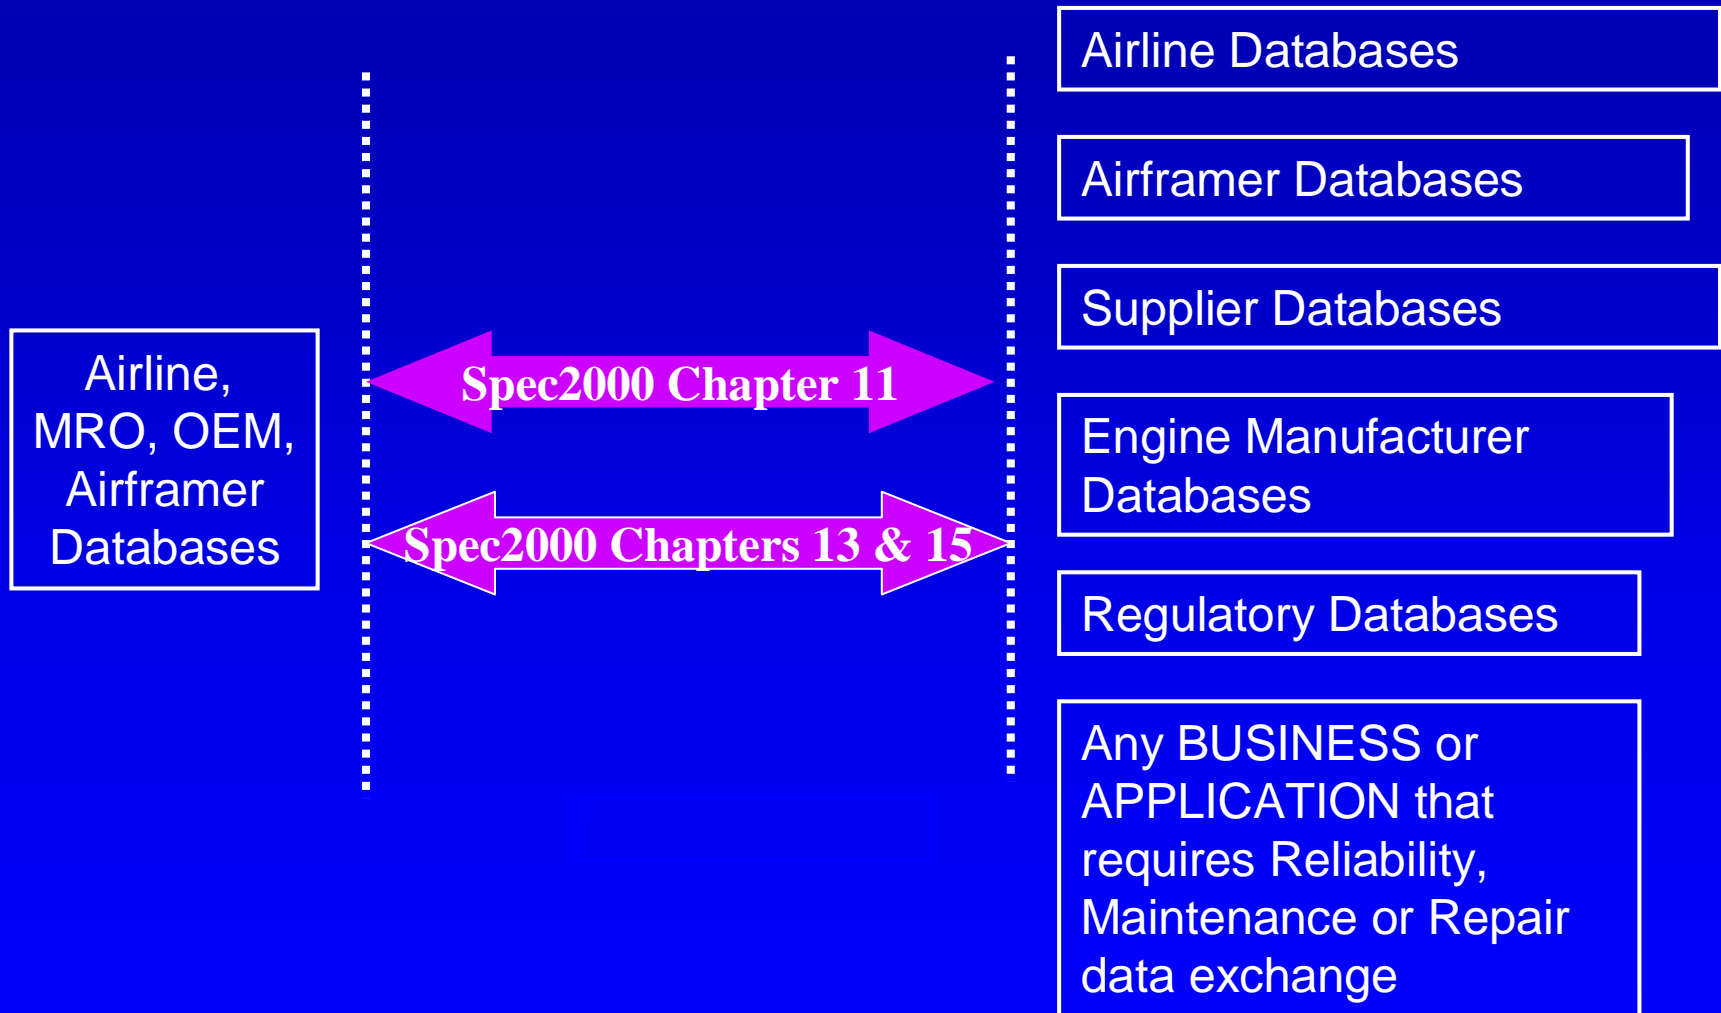 Airline,
MRO, OEM,
Airframer
Databases
Spec2000 Chapter 11
Spec2000 Chapters 13 & 15
Airline Databases
Airframer Databases
Supplier Databases
Engine Manufacturer
Databases
Regulatory Databases
Any BUSINESS or
APPLICATION that
requires Reliability,
Maintenance or Repair
data exchange